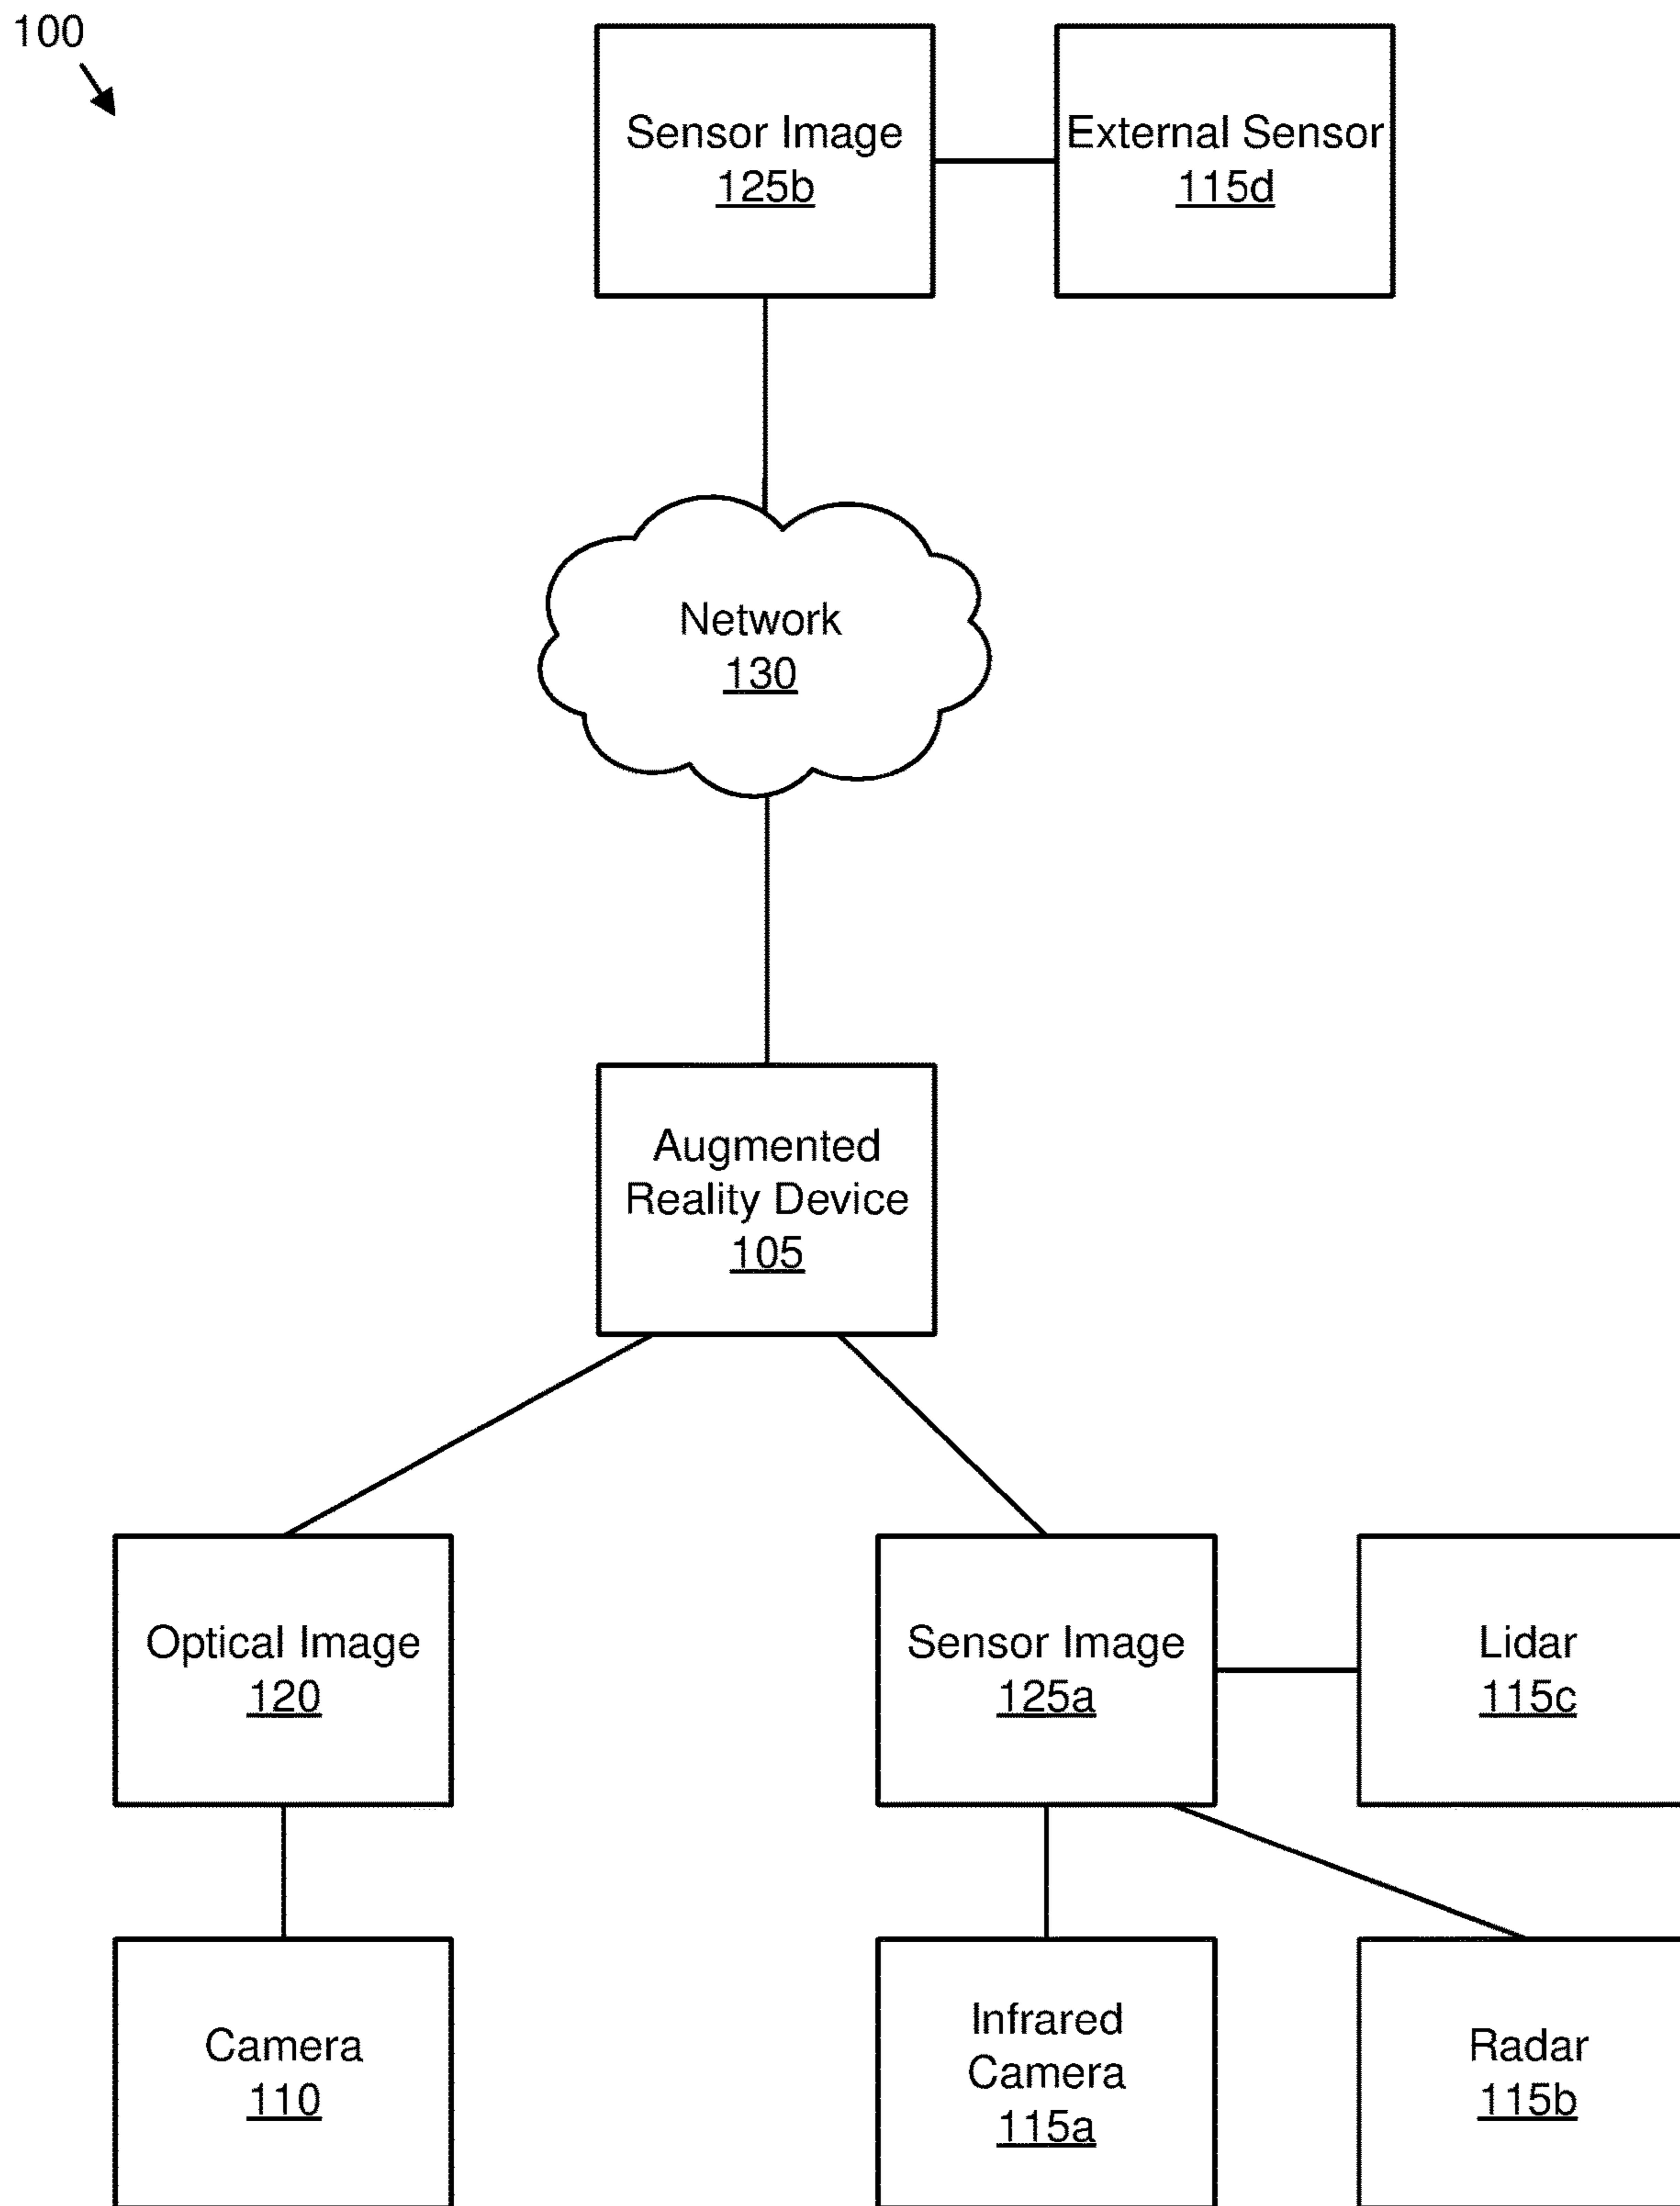 100
Sensor Image
125b
External Sensor
115d
Network
130
Augmented
Reality Device
105
Optical Image
120
Sensor Image
125a
Lidar
115c
Camera
110
Infrared
Camera
115a
Radar
115b